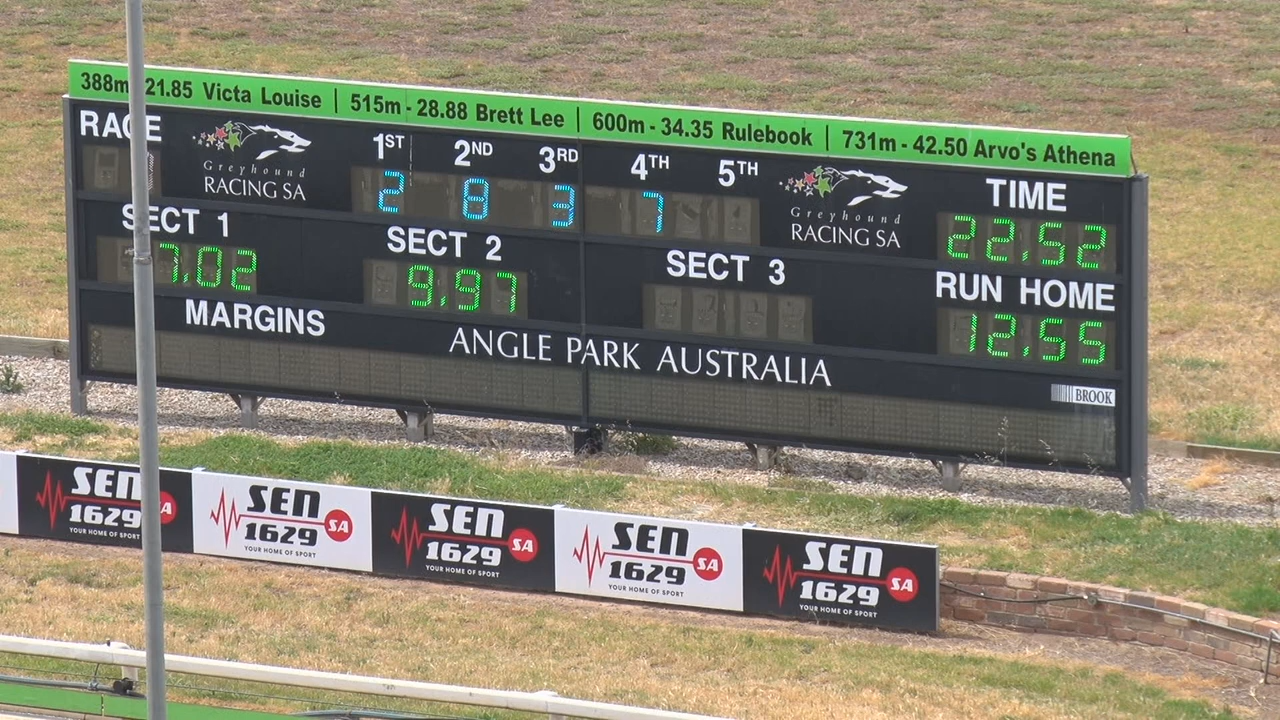 388m 21.85 Victa Louise | 515m - 28.88 Brett Lee | 600m - 34.35 Rulebook | 731m - 42.50 Arvo's Athena
RACE
Greyhound
RACING SA
1ST 2ND 3RD 4TH 5TH
2 8 3 7
Greyhound
RACING SA
TIME
22.52
SECT 1
7.02
SECT 2
9.97
SECT 3
RUN HOME
12.55
MARGINS
ANGLE PARK AUSTRALIA
BROOK
SEN
1629 SA
YOUR HOME OF SPORT
SEN
1629 SA
YOUR HOME OF SPORT
SEN
1629 SA
YOUR HOME OF SPORT
SEN
1629 SA
YOUR HOME OF SPORT
SEN
1629 SA
YOUR HOME OF SPORT